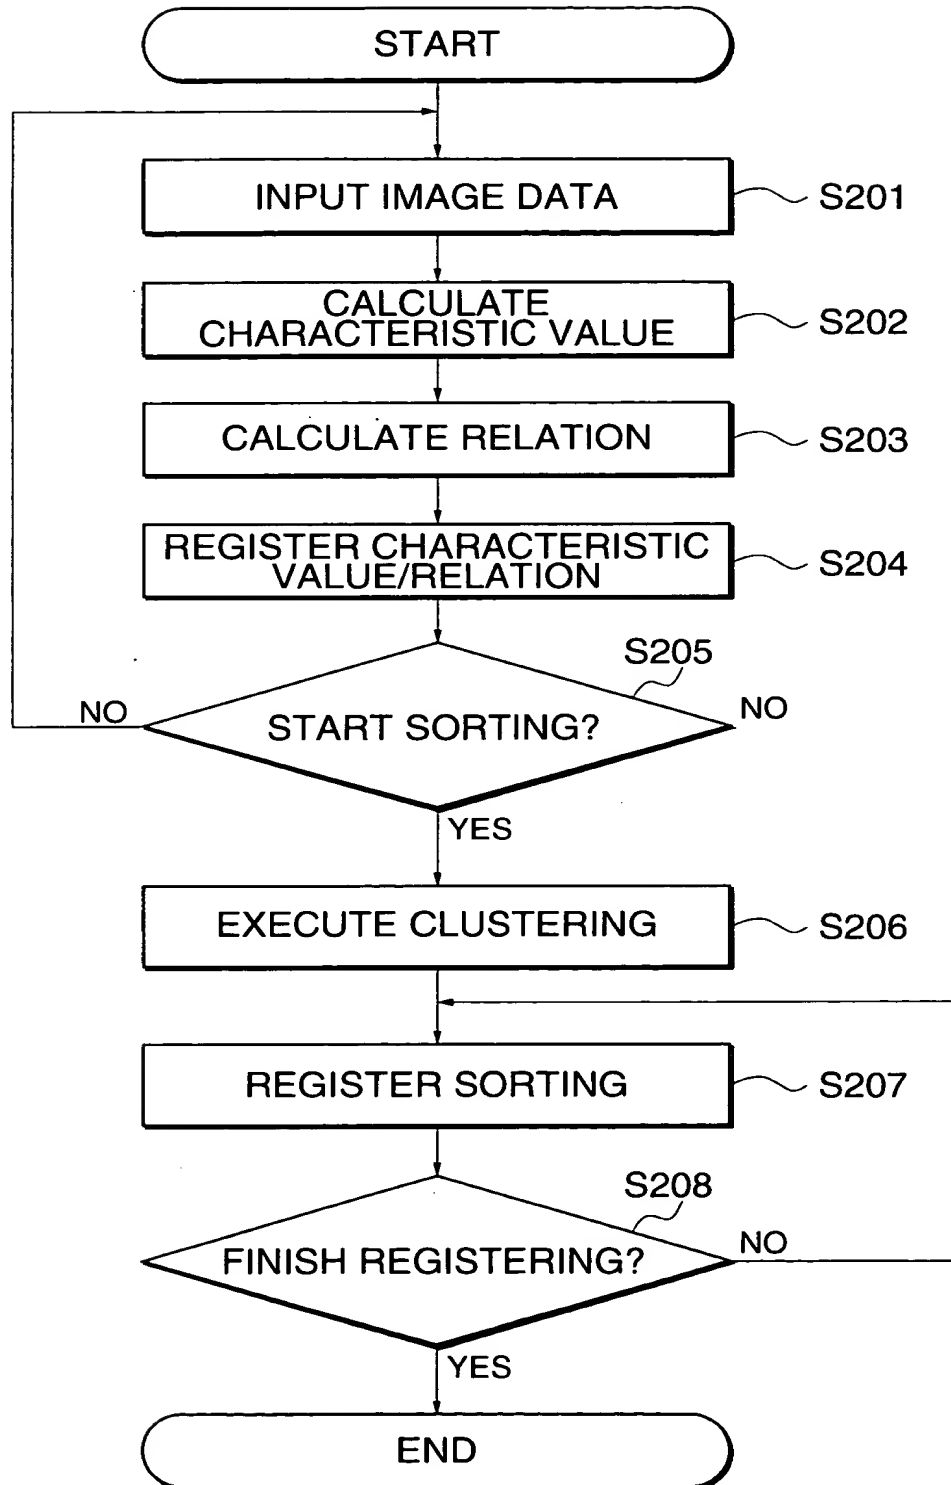 START
INPUT IMAGE DATA
S201
CALCULATE
CHARACTERISTIC VALUE
S202
CALCULATE RELATION
S203
REGISTER CHARACTERISTIC
VALUE/RELATION
S204
S205
NO
START SORTING?
NO
YES
EXECUTE CLUSTERING
S206
REGISTER SORTING
S207
S208
FINISH REGISTERING?
NO
YES
END